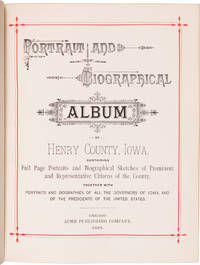 PORTRAIT AND
BIOGRAPHICAL
ALBUM
OF
HENRY COUNTY, IOWA,
CONTAINING
Full Page Portraits and Biographical Sketches of Prominent
and Representative Citizens of the County,
TOGETHER WITH
PORTRAITS AND BIOGRAPHIES OF ALL THE GOVERNORS OF IOWA, AND
OF THE PRESIDENTS OF THE UNITED STATES.
CHICAGO
ACME PUBLISHING COMPANY,